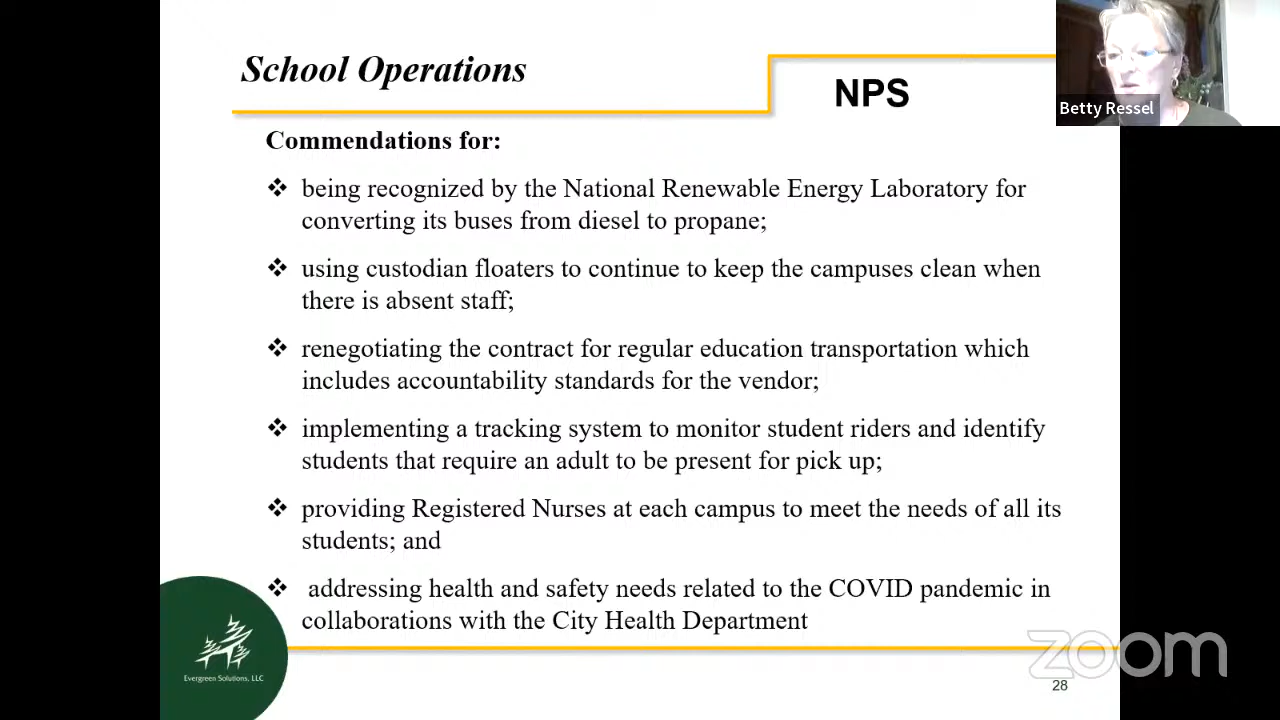 School Operations
NPS
Betty Ressel
Commendations for:
❖ being recognized by the National Renewable Energy Laboratory for
converting its buses from diesel to propane;
❖ using custodian floaters to continue to keep the campuses clean when
there is absent staff;
❖ renegotiating the contract for regular education transportation which
includes accountability standards for the vendor;
❖ implementing a tracking system to monitor student riders and identify
students that require an adult to be present for pick up;
❖ providing Registered Nurses at each campus to meet the needs of all its
students; and
❖ addressing health and safety needs related to the COVID pandemic in
collaborations with the City Health Department
Evergreen Solutions, LLC
zoom
28